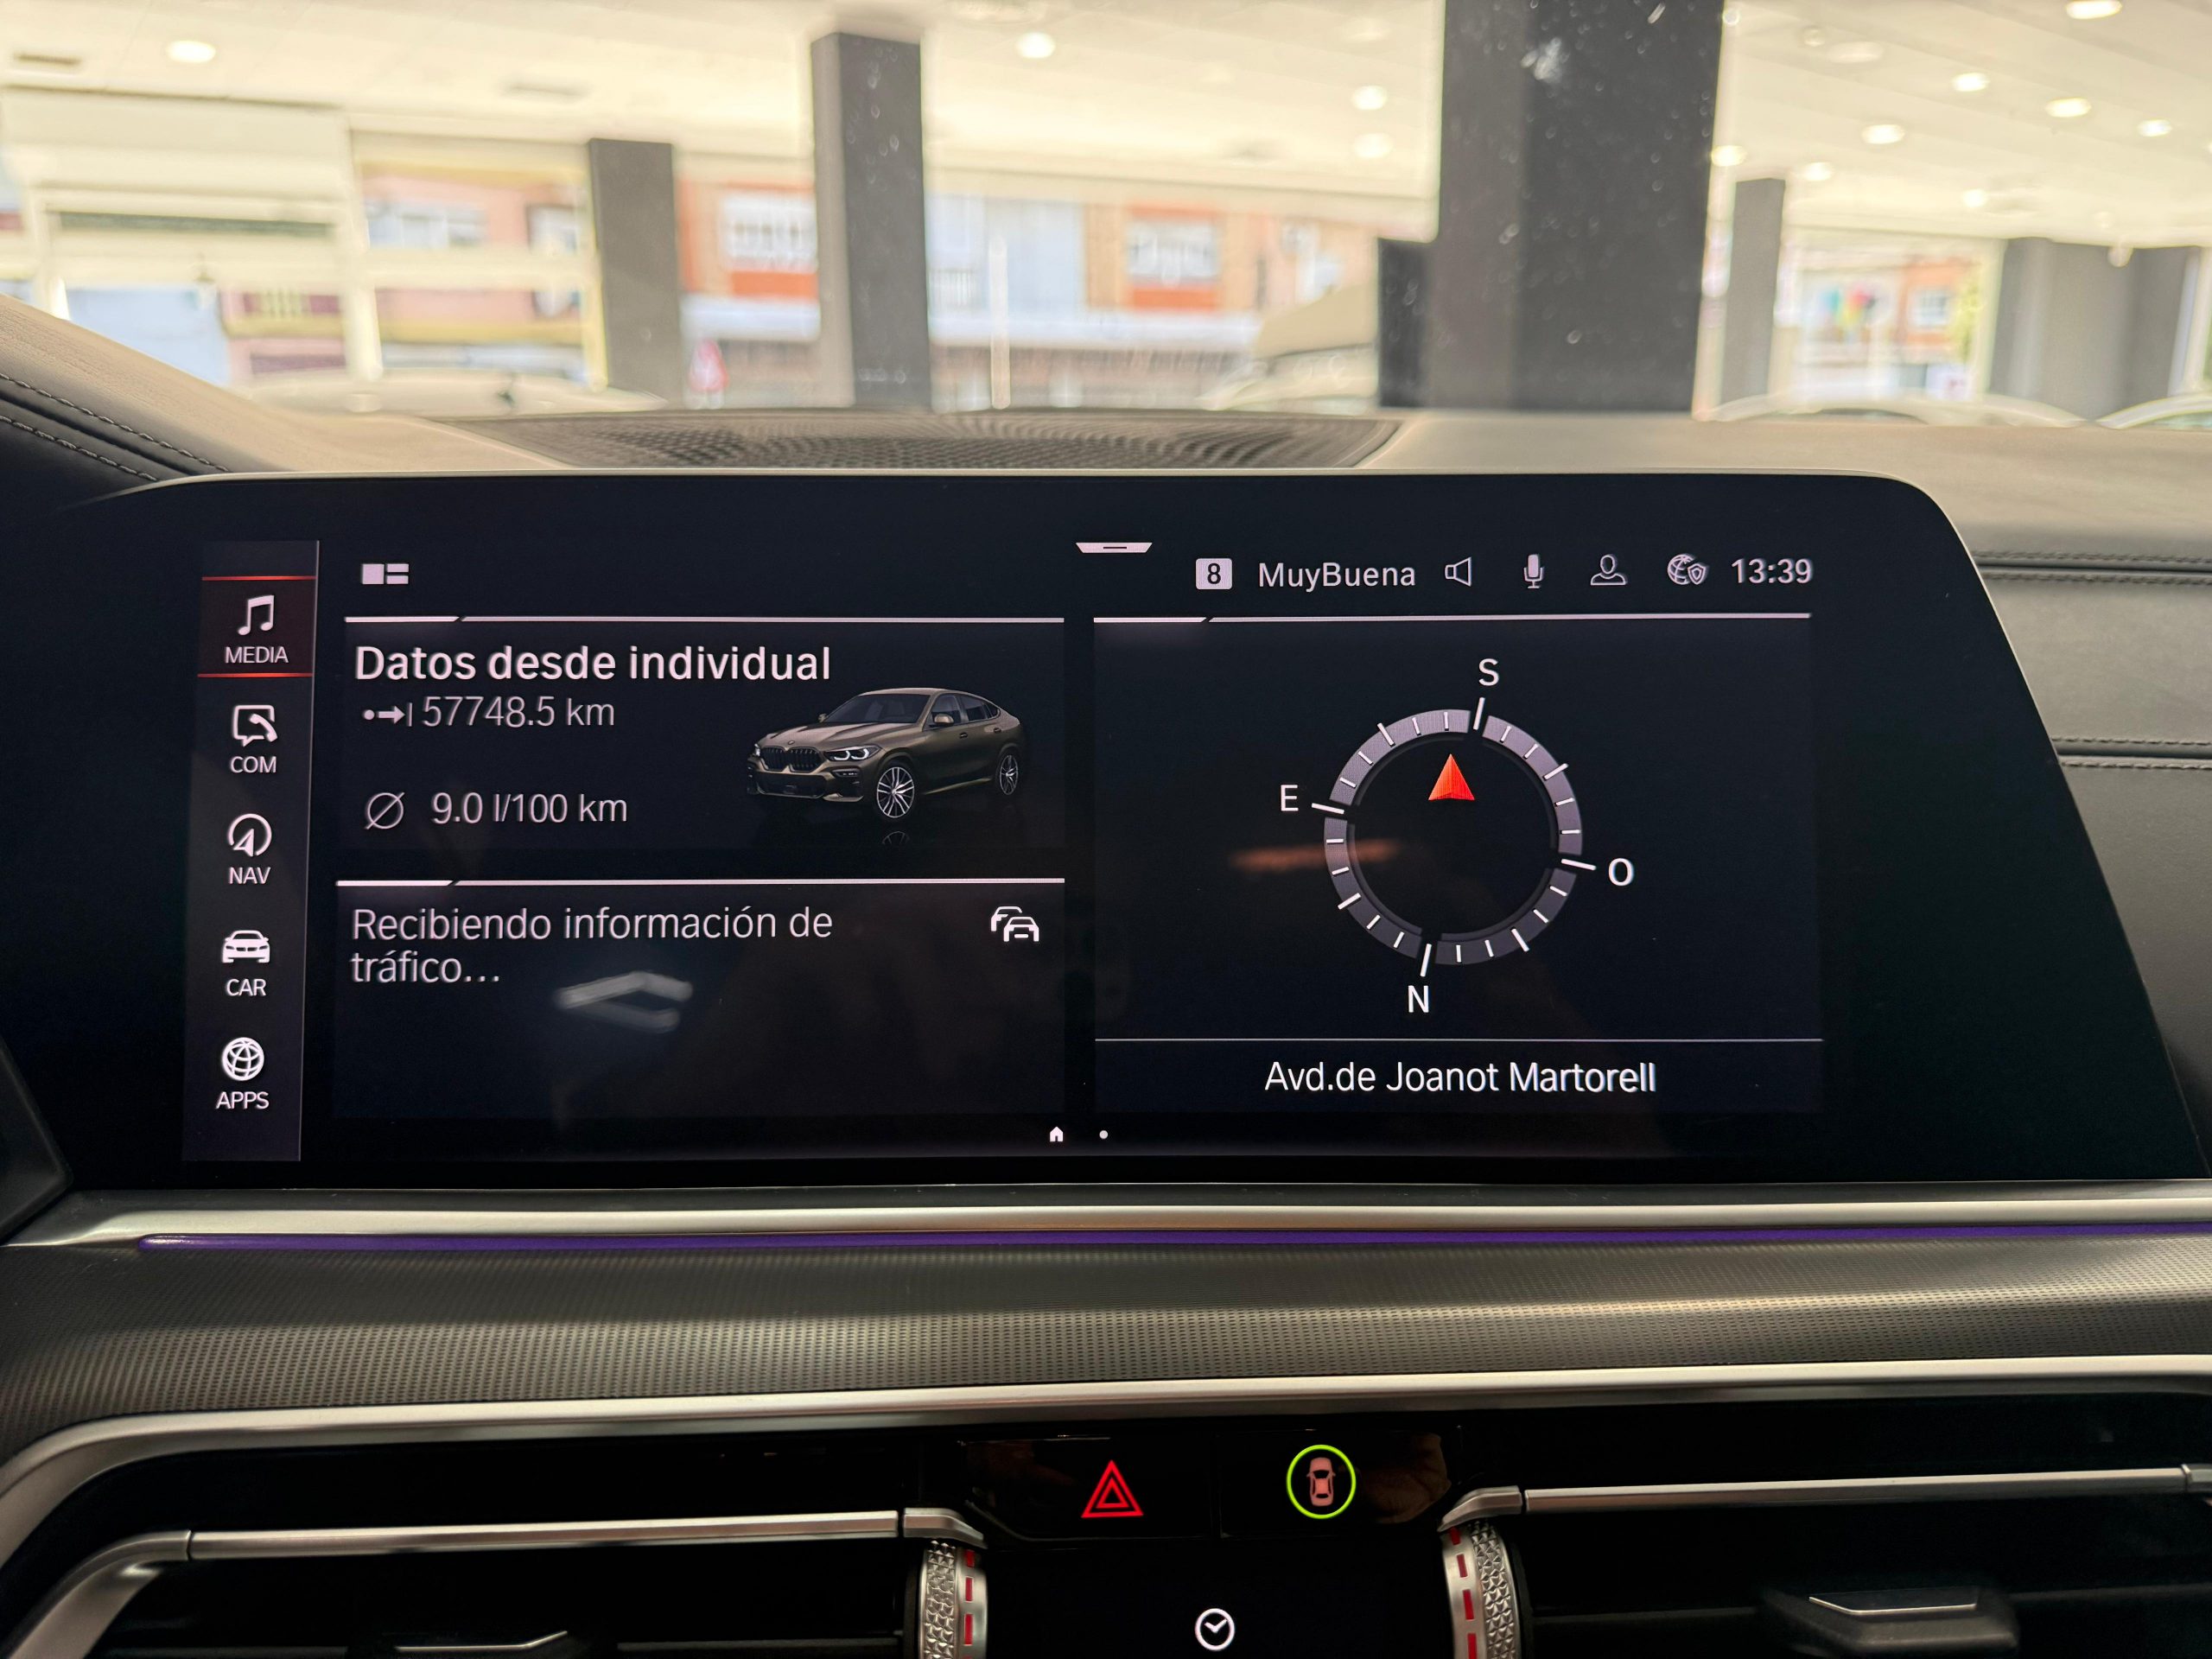 8 MuyBuena 13:39
MEDIA
COM
NAV
CAR
APPS
Datos desde individual
57748.5 km
9.0 l/100 km
Recibiendo información de
tráfico...
S
E
O
N
Avd.de Joanot Martorell